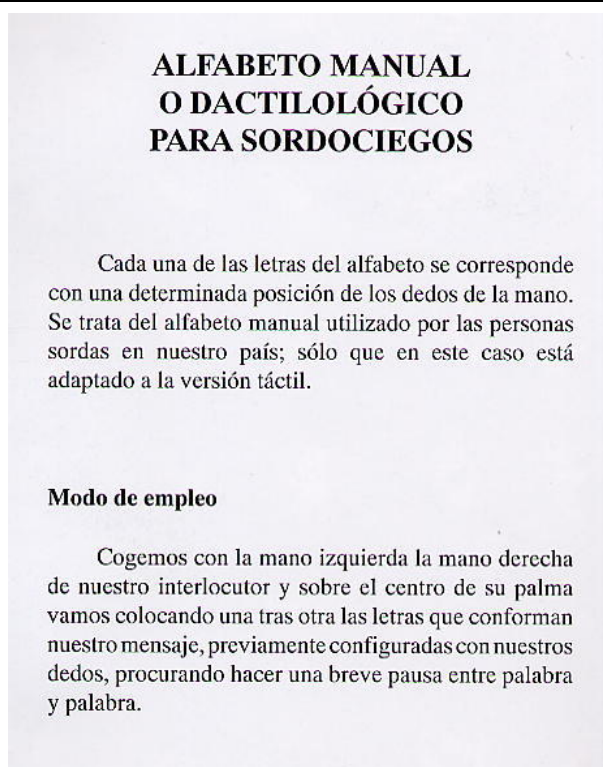 ALFABETO MANUAL
O DACTILOLÓGICO
PARA SORDOCIEGOS
Cada una de las letras del alfabeto se corresponde
con una determinada posición de los dedos de la mano.
Se trata del alfabeto manual utilizado por las personas
sordas en nuestro país; sólo que en este caso está
adaptado a la versión táctil.
Modo de empleo
Cogemos con la mano izquierda la mano derecha
de nuestro interlocutor y sobre el centro de su palma
vamos colocando una tras otra las letras que conforman
nuestro mensaje, previamente configuradas con nuestros
dedos, procurando hacer una breve pausa entre palabra
y palabra.